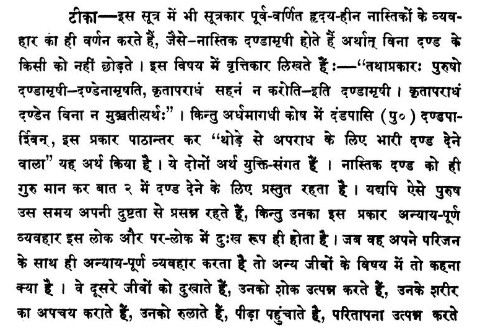 टीका—इस सूत्र में भी सूत्रकार पूर्व-वर्णित हृदय-हीन नास्तिकों के व्यव-
हार का ही वर्णन करते हैं, जैसे–नास्तिक दण्डामृषी होते हैं अर्थात् विना दण्ड के
किसी को नहीं छोड़ते । इस विषय में वृत्तिकार लिखते हैं :—“तथाप्रकारः पुरुषो
दण्डामृषी–दण्डेनामृषति, कृतापराधं सहनं न करोति–इति दण्डामृषी । कृतापराधं
दण्डेन विना न मुञ्चतीत्यर्थः” । किन्तु अर्धमागधी कोष में दंडपासि (पु०) दण्डपा-
र्श्विन्, इस प्रकार पाठान्तर कर “थोड़े से अपराध के लिए भारी दण्ड देने
वाला” यह अर्थ किया है । ये दोनों अर्थ युक्ति-संगत हैं । नास्तिक दण्ड को ही
गुरु मान कर बात २ में दण्ड देने के लिए प्रस्तुत रहता है । यद्यपि ऐसे पुरुष
उस समय अपनी दुष्टता से प्रसन्न रहते हैं, किन्तु उनका इस प्रकार अन्याय-पूर्ण
व्यवहार इस लोक और पर-लोक में दुःख रूप ही होता है । जब वह अपने परिजन
के साथ ही अन्याय-पूर्ण व्यवहार करता है तो अन्य जीवों के विषय में तो कहना
क्या है । वे दूसरे जीवों को दुखाते हैं, उनको शोक उत्पन्न करते हैं, उनके शरीर
का अपचय कराते हैं, उनको रुलाते हैं, पीड़ा पहुंचाते है, परितापना उत्पन्न करते